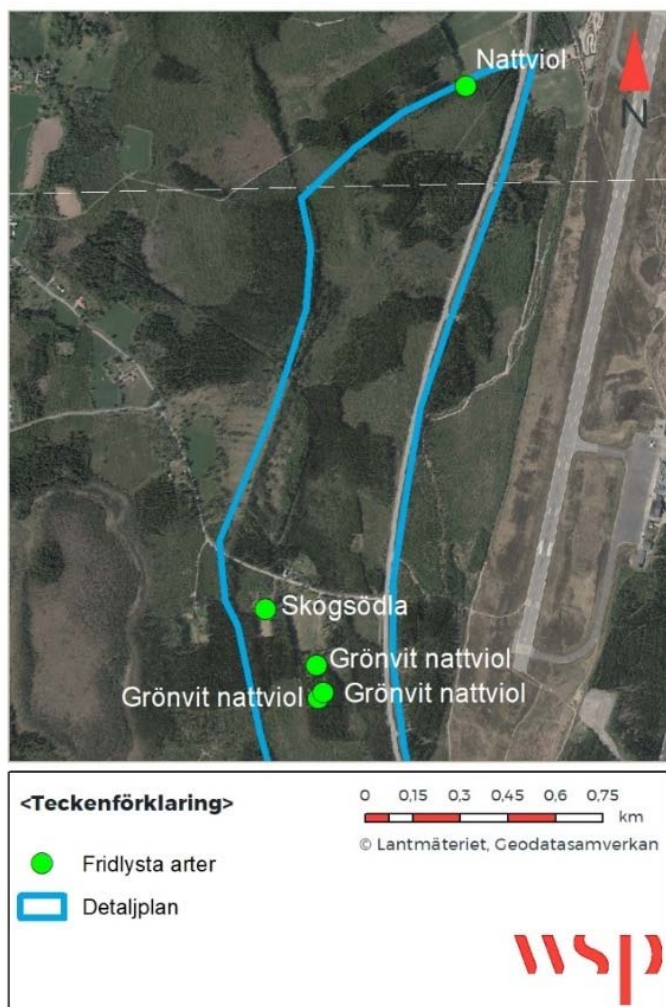 Nattviol
N
Skogsödla
Grönvit nattviol
Grönvit nattviol
Grönvit nattviol
<Teckenförklaring>
0 0,15 0,3 0,45 0,6 0,75
km
© Lantmäteriet, Geodatasamverkan
Fridlysta arter
Detaljplan
wsp